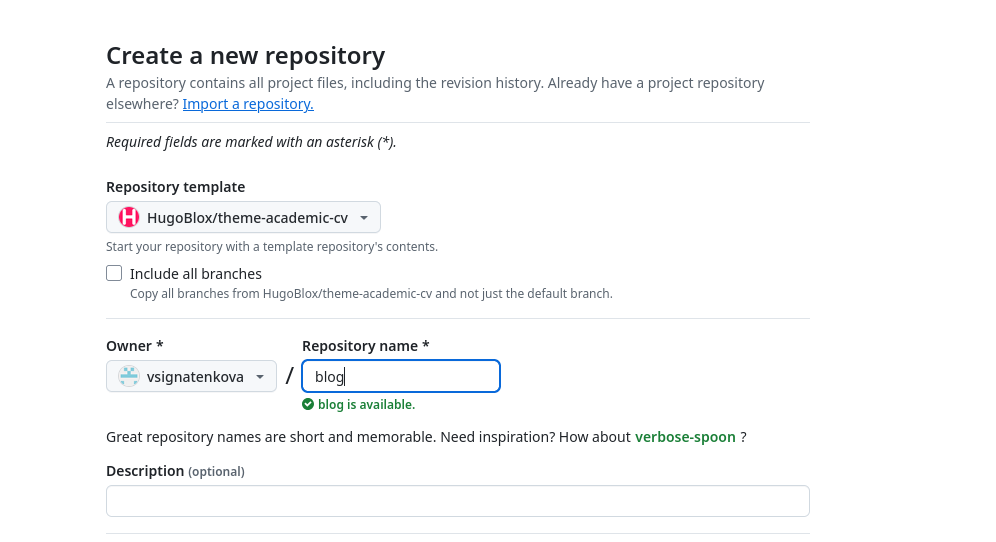 Create a new repository
A repository contains all project files, including the revision history. Already have a project repository
elsewhere? Import a repository.
Required fields are marked with an asterisk (*).
Repository template
HugoBlox/theme-academic-cv
Start your repository with a template repository's contents.
Include all branches
Copy all branches from HugoBlox/theme-academic-cv and not just the default branch.
Owner * Repository name *
vsignatenkova / blog
blog is available.
Great repository names are short and memorable. Need inspiration? How about verbose-spoon ?
Description (optional)